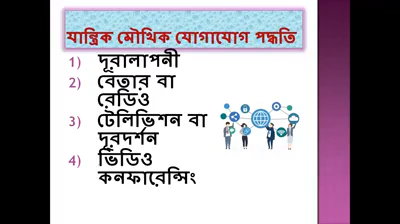 যান্ত্রিক মৌখিক যোগাযোগ পদ্ধতি
1) দূরালাপনী
2) বেতার বা
রেডিও
3) টেলিভিশন বা
দূরদর্শন
4) ভিডিও
কনফারেন্সিং